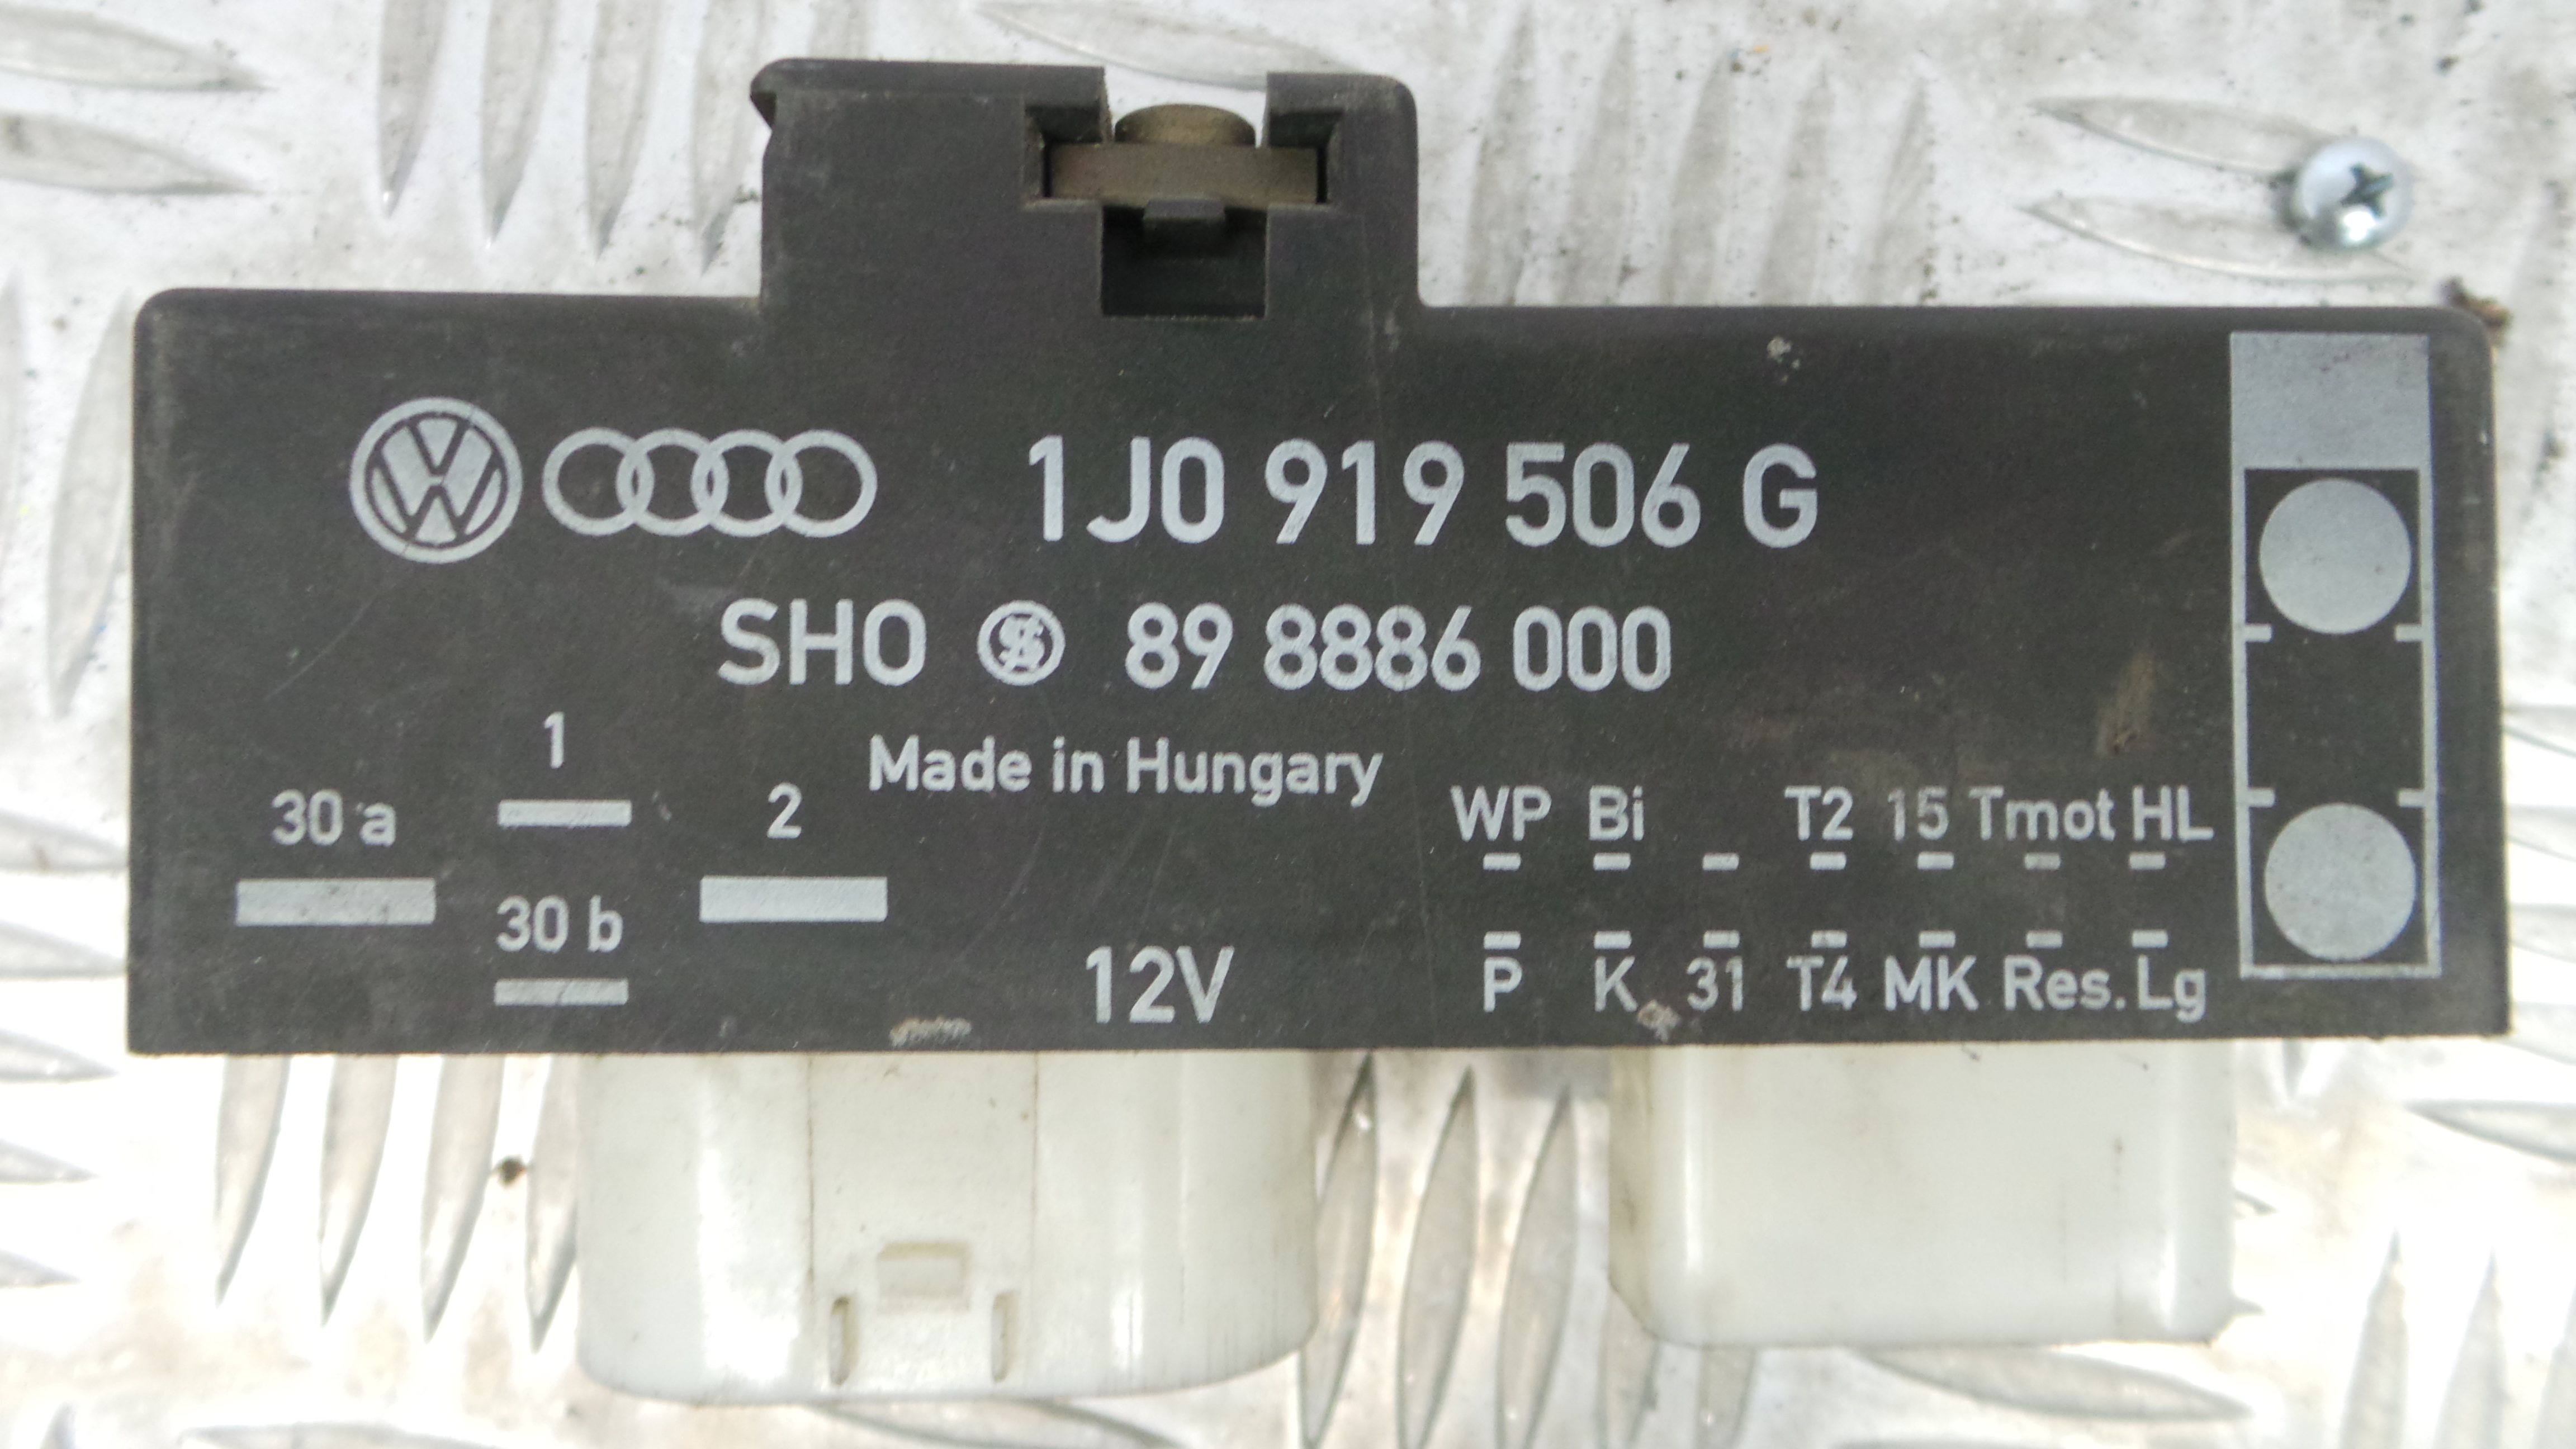 1J0 919 506 G
SHO 89 8886 000
Made in Hungary
1
30 a
2
30 b
12V
WP Bi T2 15 Tmot HL
P K 31 T4 MK Res. Lg